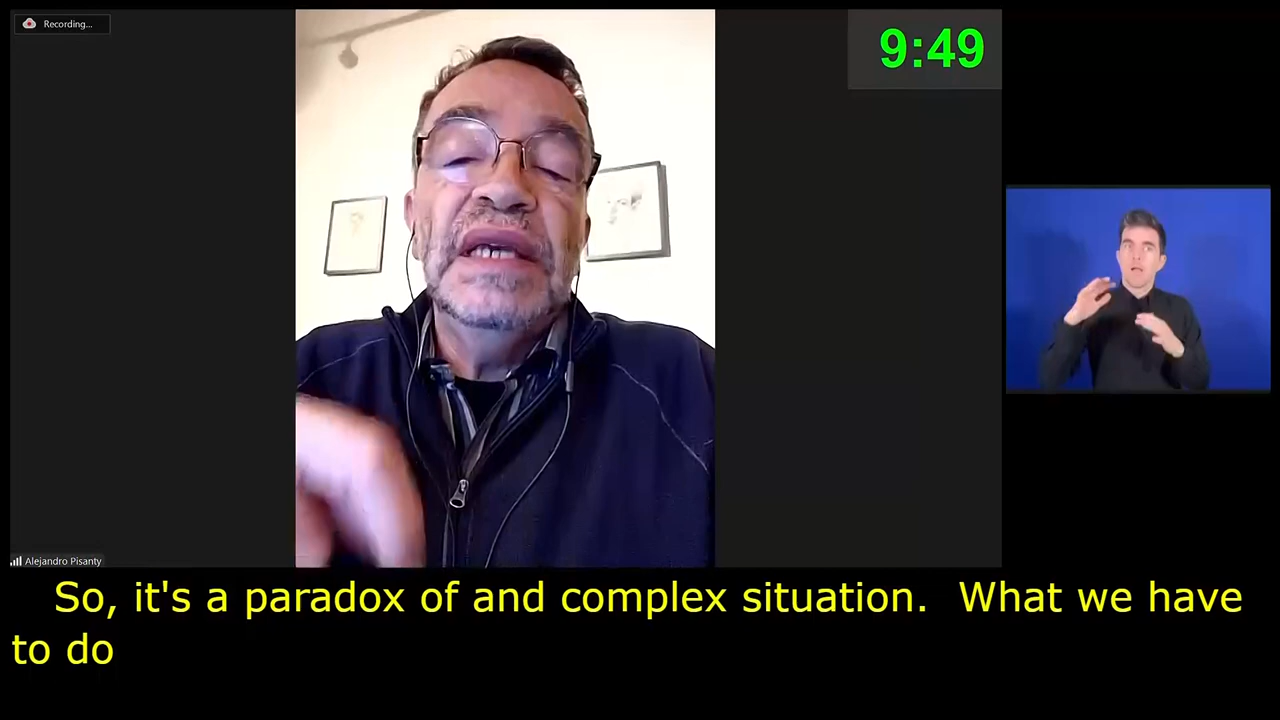 Recording...
9:49
Alejandro Pisanty
So, it's a paradox of and complex situation.  What we have
to do